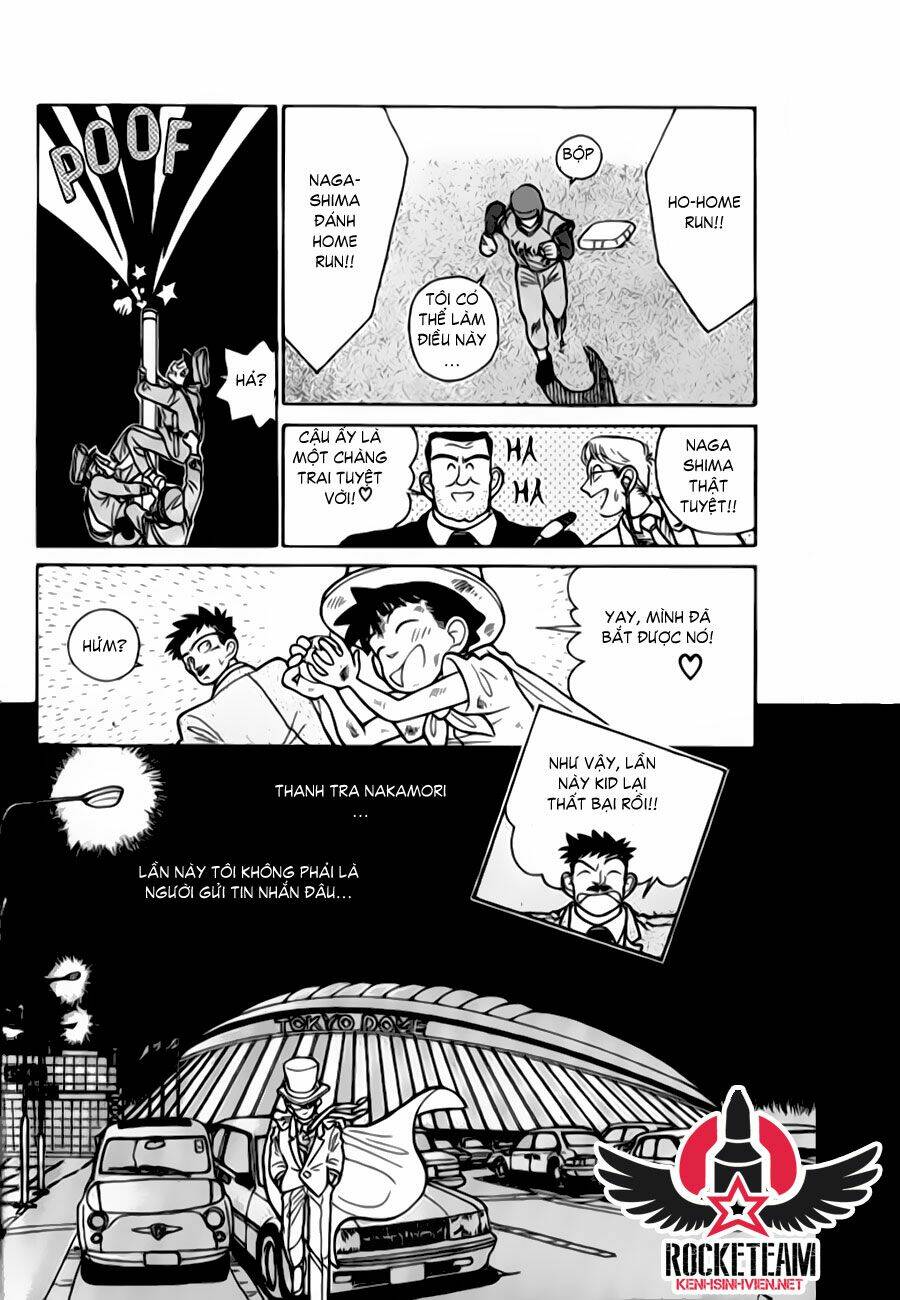 HO-HOME
RUN!!
BỘP
NAGA-
SHIMA
ĐÁNH
HOME
RUN!!
TÔI CÓ
THỂ LÀM
ĐIỀU NÀY
...
POOF
HẢ?
NAGA
SHIMA
THẬT
TUYỆT!!
HA
HA
CẬU ẤY LÀ
MỘT CHÀNG
TRAI TUYỆT
VỜI!♡
YAY, MÌNH ĐÃ
BẮT ĐƯỢC NÓ!
♡
HỬM?
NHƯ VẬY, LẦN
NÀY KID LẠI
THẤT BẠI RỒI!!
THANH TRA NAKAMORI
...
LẦN NÀY TÔI KHÔNG PHẢI LÀ
NGƯỜI GỬI TIN NHẮN ĐÂU...
TOKYO DOME
ROCKETEAM
KENHSINHVIEN.NET